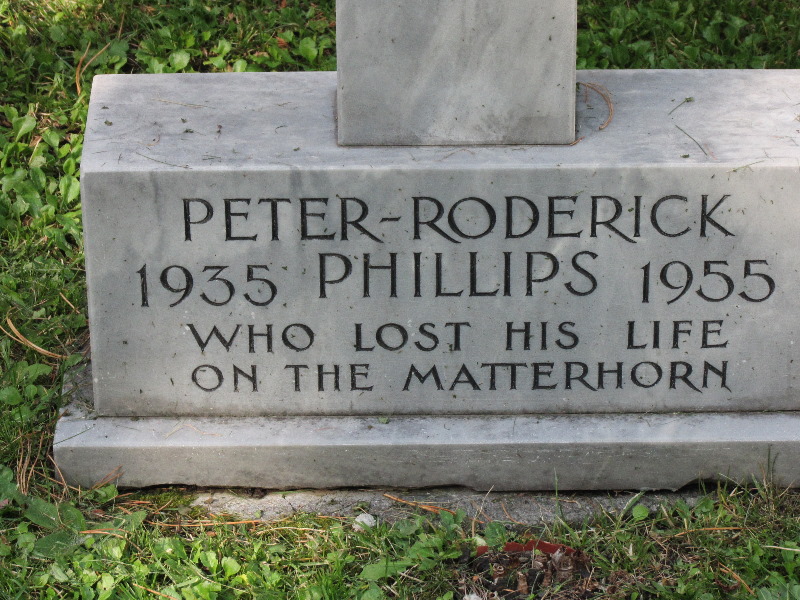 PETER-RODERICK
1935 PHILLIPS 1955
WHO LOST HIS LIFE
ON THE MATTERHORN